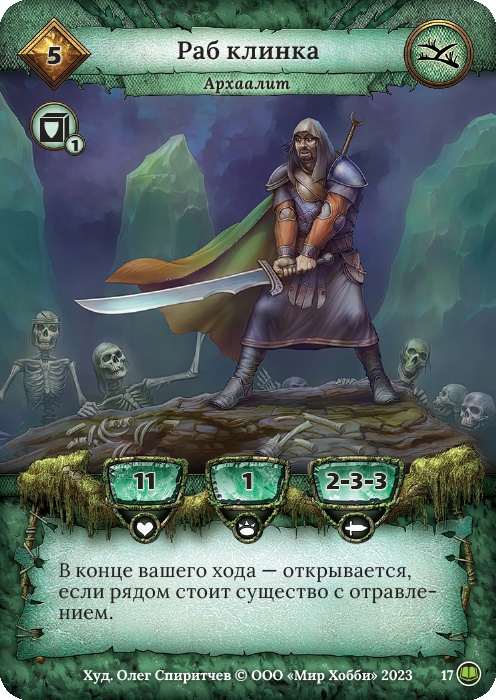 5
Раб клинка
Архаалит
1
11
1
2-3-3
В конце вашего хода — открывается,
если рядом стоит существо с отравле-
нием.
Худ. Олег Спиритчев © ООО «Мир Хобби» 2023
17